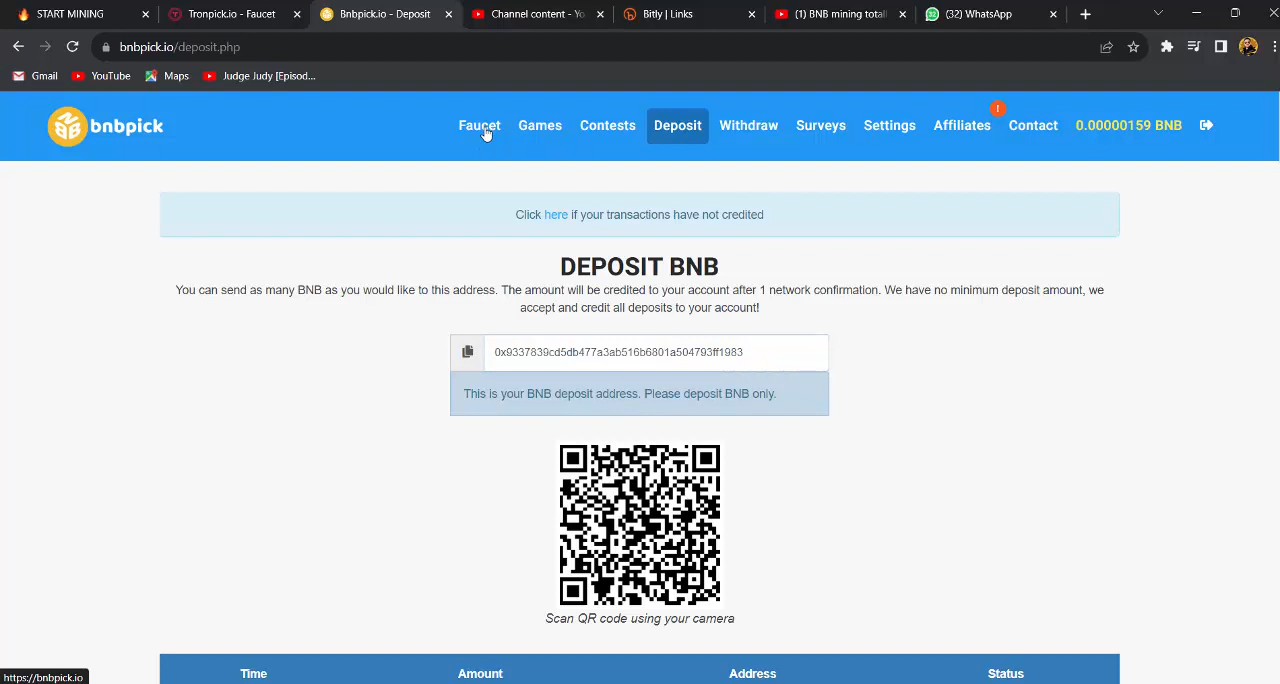 START MINING
Tronpick.io - Faucet
Bnbpick.io - Deposit
Channel content - Yo
Bitly | Links
(1) BNB mining total
(32) WhatsApp
bnbpick.io/deposit.php
Gmail
YouTube
Maps
Judge Judy [Episod...
bnbpick
Faucet
Games
Contests
Deposit
Withdraw
Surveys
Settings
Affiliates
!
Contact
0.00000159 BNB
Click here if your transactions have not credited
DEPOSIT BNB
You can send as many BNB as you would like to this address. The amount will be credited to your account after 1 network confirmation. We have no minimum deposit amount, we
accept and credit all deposits to your account!
0x9337839cd5db477a3ab516b6801a504793ff1983
This is your BNB deposit address. Please deposit BNB only.
Scan QR code using your camera
Time Amount Address Status
https://bnbpick.io